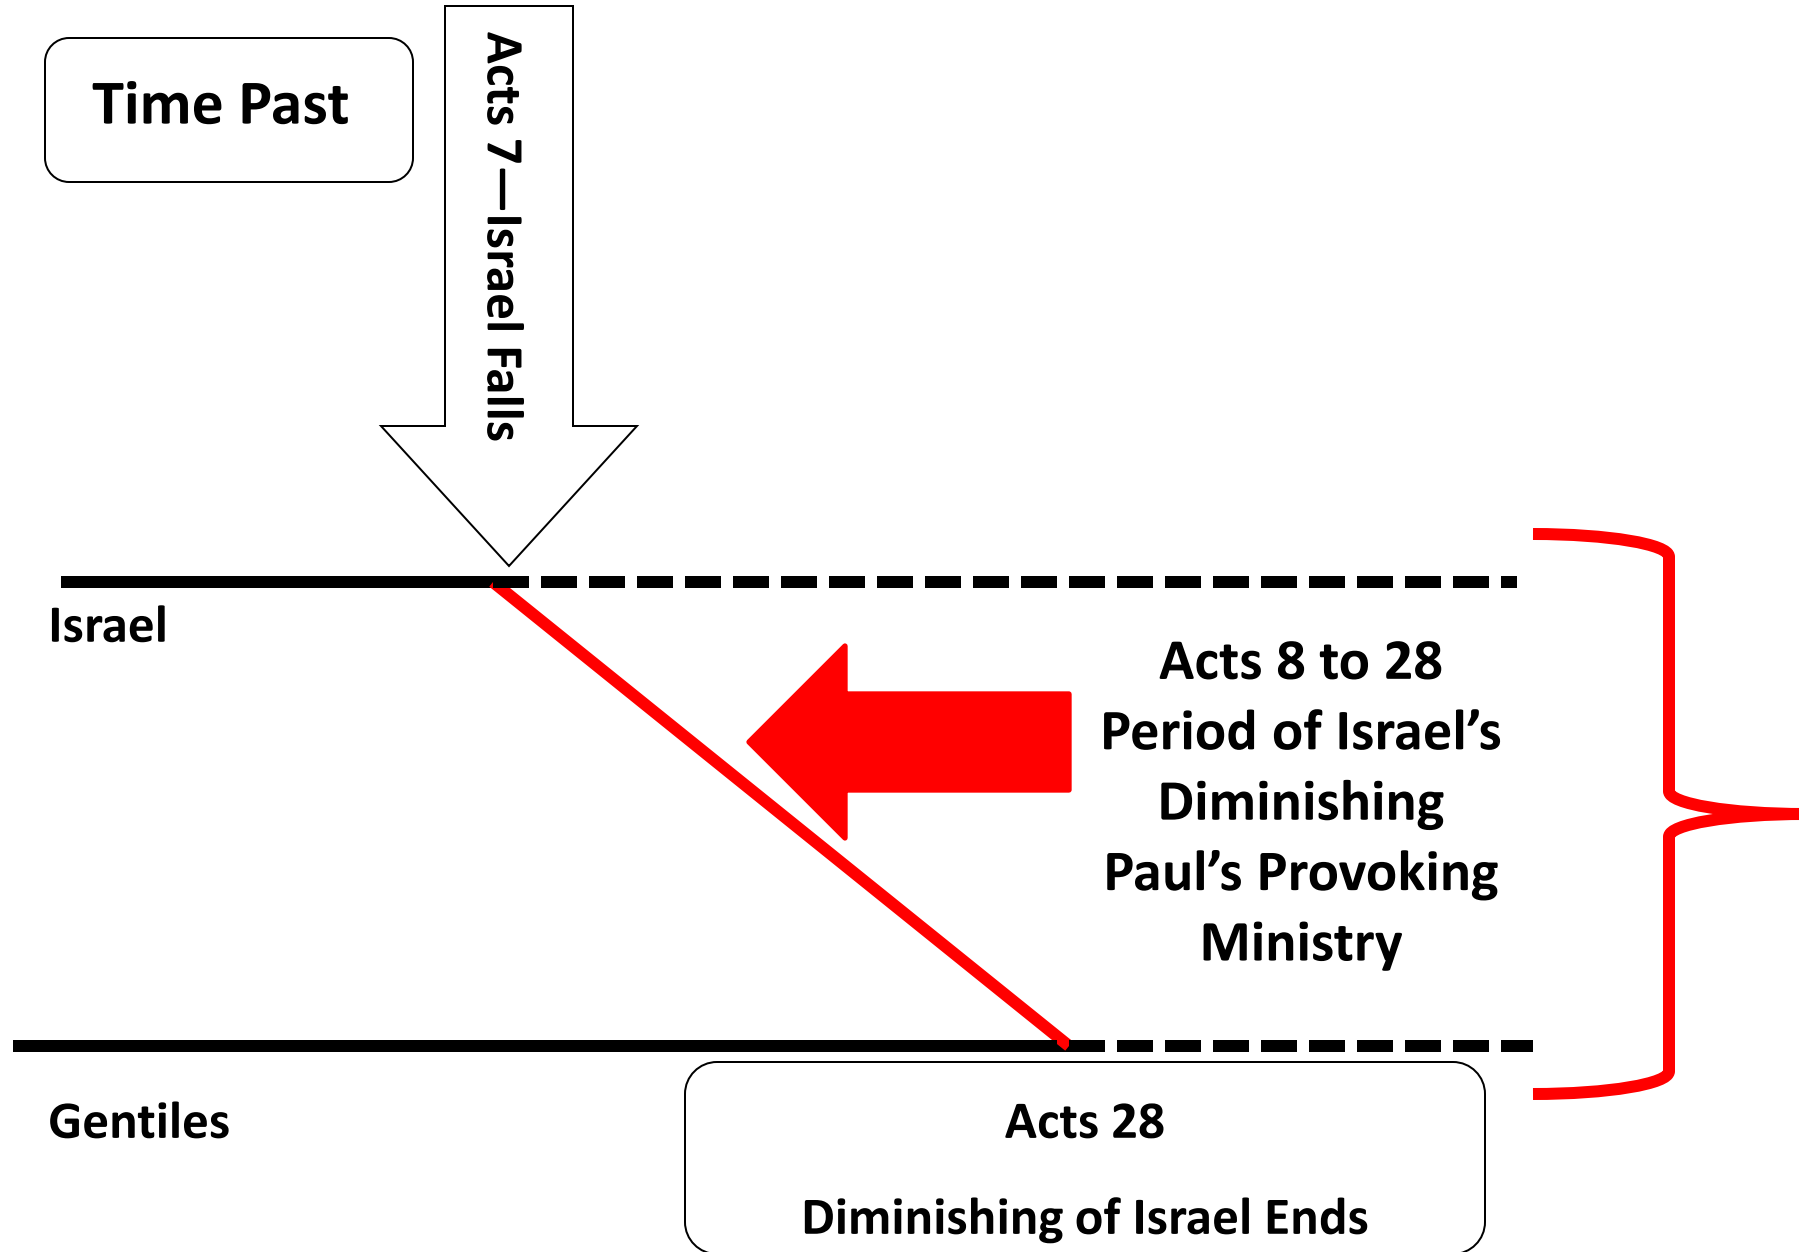 Time Past
Acts 7—Israel Falls
Israel
Acts 8 to 28
Period of Israel’s
Diminishing
Paul’s Provoking
Ministry
Gentiles
Acts 28
Diminishing of Israel Ends